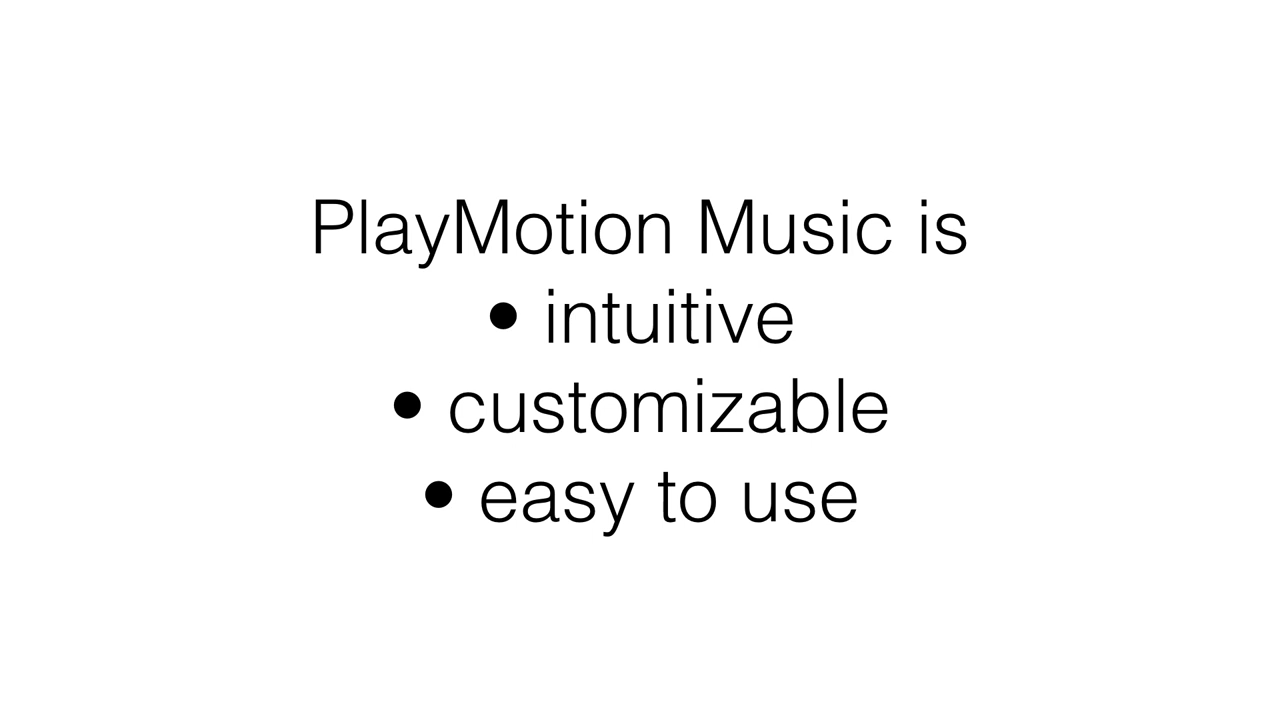 PlayMotion Music is
• intuitive
• customizable
• easy to use